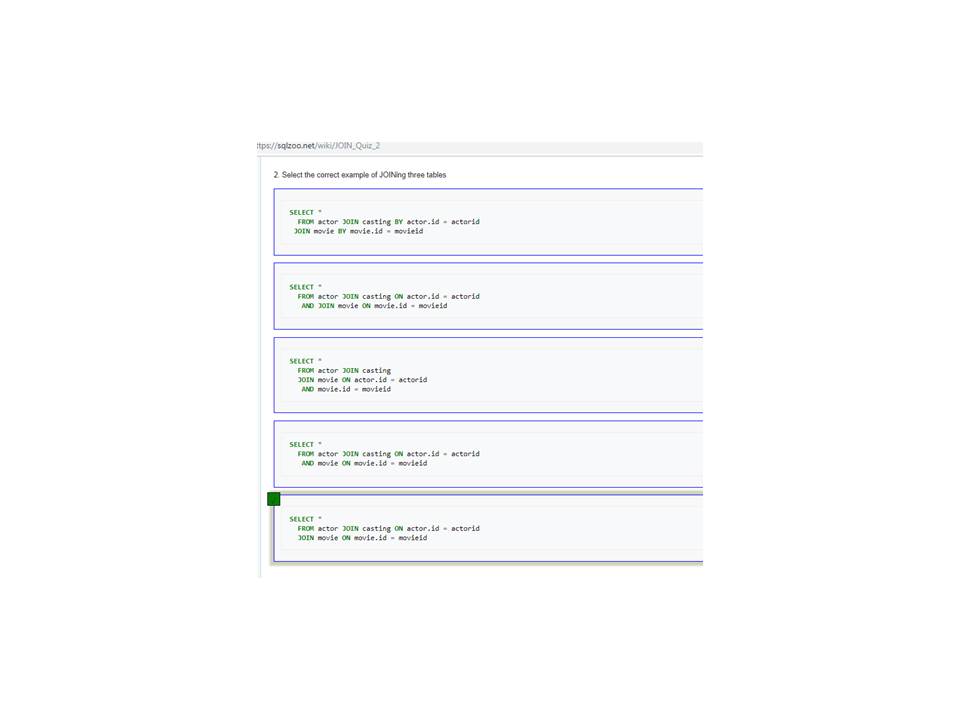 ttps://sqlzoo.net/wiki/JOIN_Quiz_2
2. Select the correct example of JOINing three tables
SELECT *
FROM actor JOIN casting BY actor.id = actorid
JOIN movie BY movie.id = movieid
SELECT *
FROM actor JOIN casting ON actor.id = actorid
AND JOIN movie ON movie.id = movieid
SELECT *
FROM actor JOIN casting
JOIN movie ON actor.id = actorid
AND movie.id = movieid
SELECT *
FROM actor JOIN casting ON actor.id = actorid
AND movie ON movie.id = movieid
SELECT *
FROM actor JOIN casting ON actor.id = actorid
JOIN movie ON movie.id = movieid